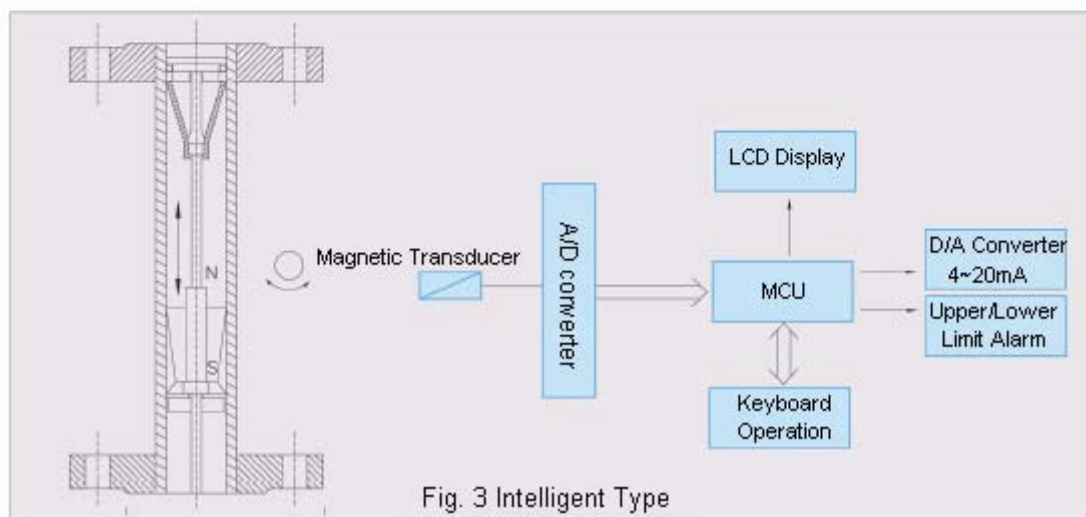 N
S
Magnetic Transducer
A/D converter
LCD Display
MCU
D/A Converter
4~20mA
Upper/Lower
Limit Alarm
Keyboard
Operation
Fig. 3 Intelligent Type